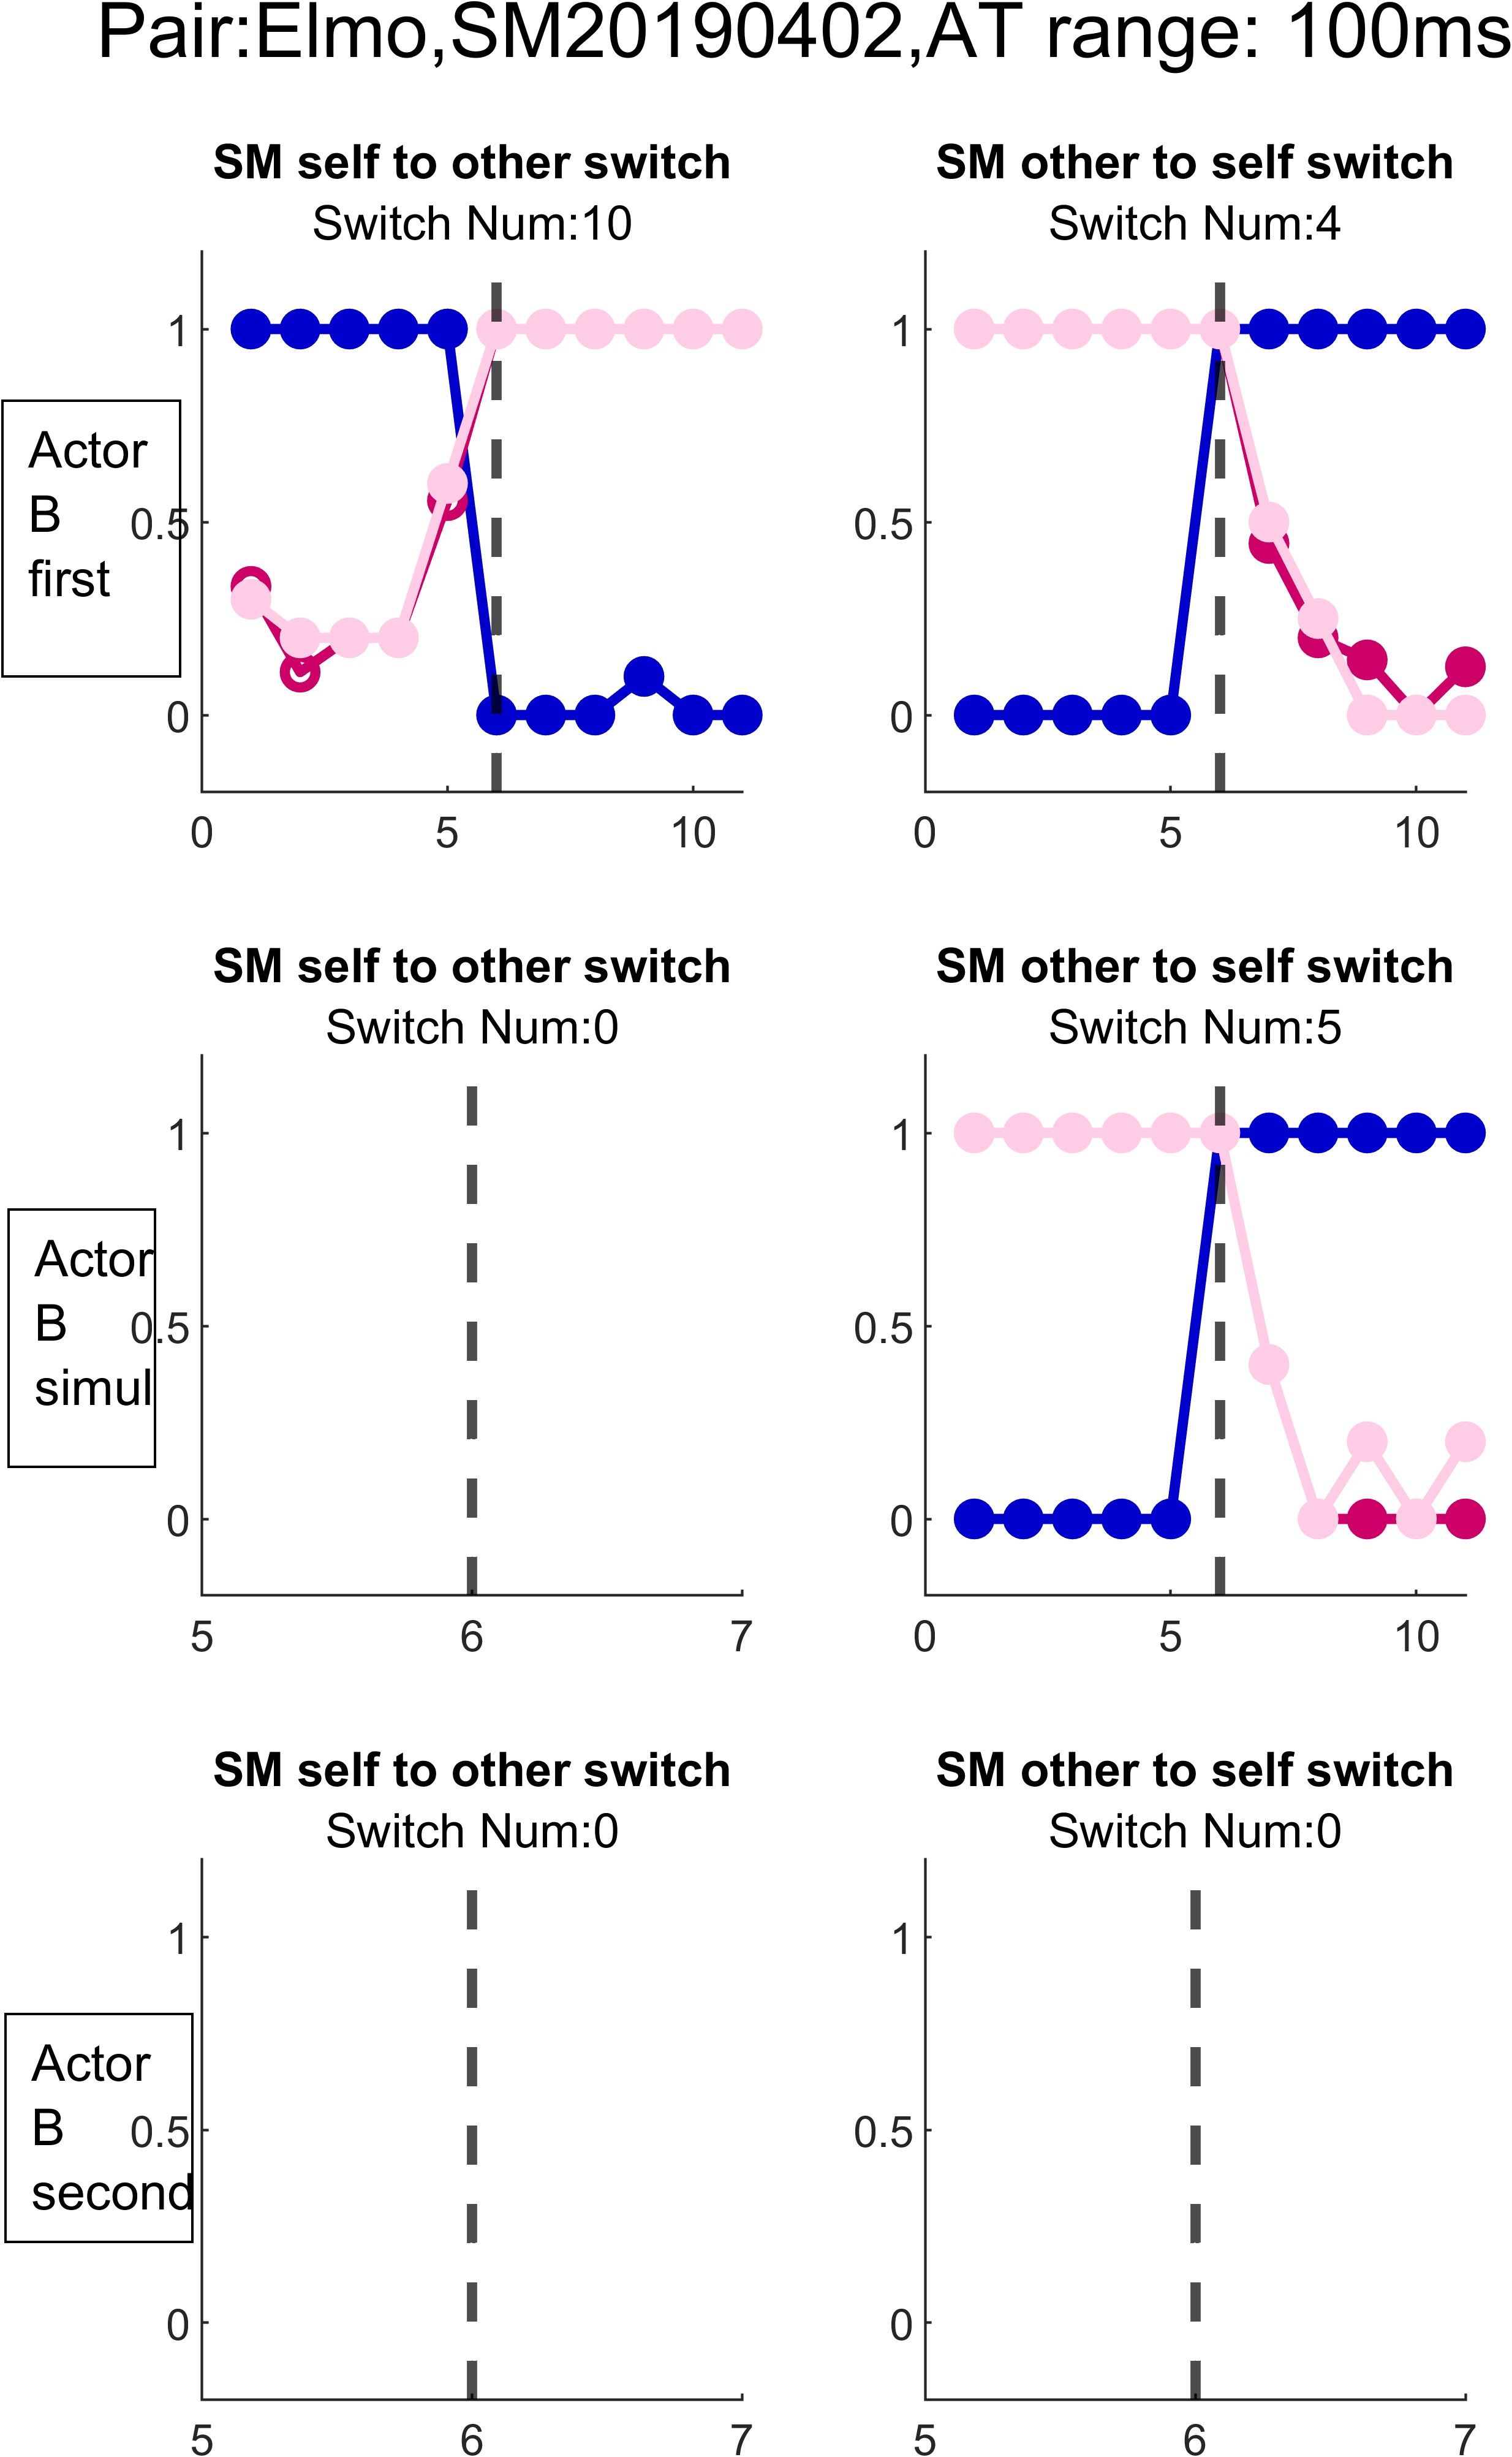 Pair:Elmo,SM20190402,AT range: 100ms
SM self to other switch
Switch Num:10
1
0.5
0
0 5 10
SM other to self switch
Switch Num:4
1
0.5
0
0 5 10
Actor
B
first
SM self to other switch
Switch Num:0
1
0.5
0
5 6 7
SM other to self switch
Switch Num:5
1
0.5
0
0 5 10
Actor
B
simul
SM self to other switch
Switch Num:0
1
0.5
0
5 6 7
SM other to self switch
Switch Num:0
1
0.5
0
5 6 7
Actor
B
second